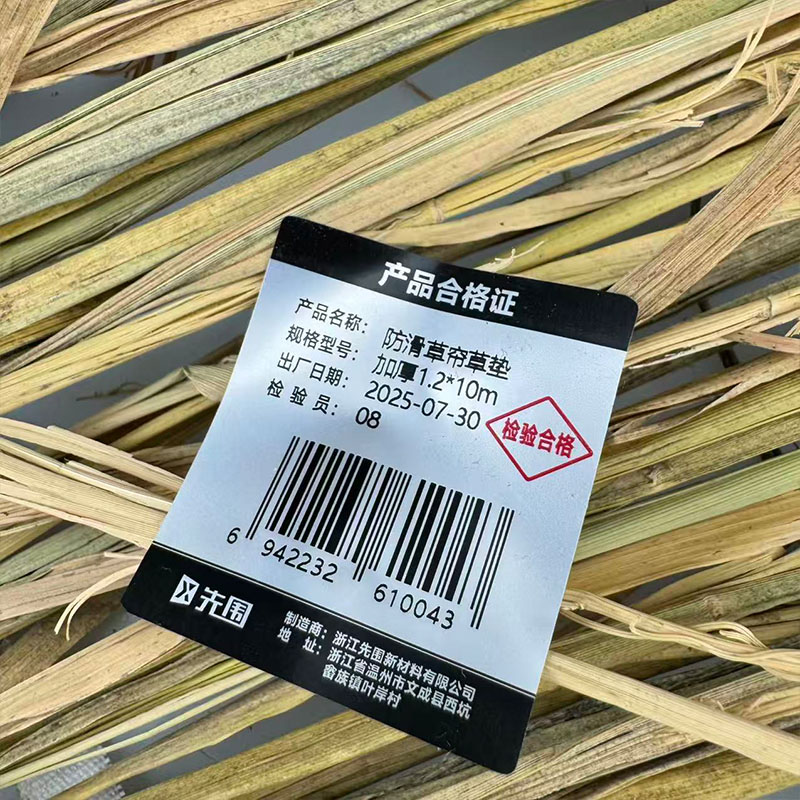 产品合格证
产品名称： 防滑草帘草垫
规格型号： 加厚1.2*10m
出厂日期： 2025-07-30
检验员： 08
检验合格
6 942232 610043
先围
制造商：浙江先围新材料有限公司
地 址：浙江省温州市文成县西坑
畲族镇叶岸村